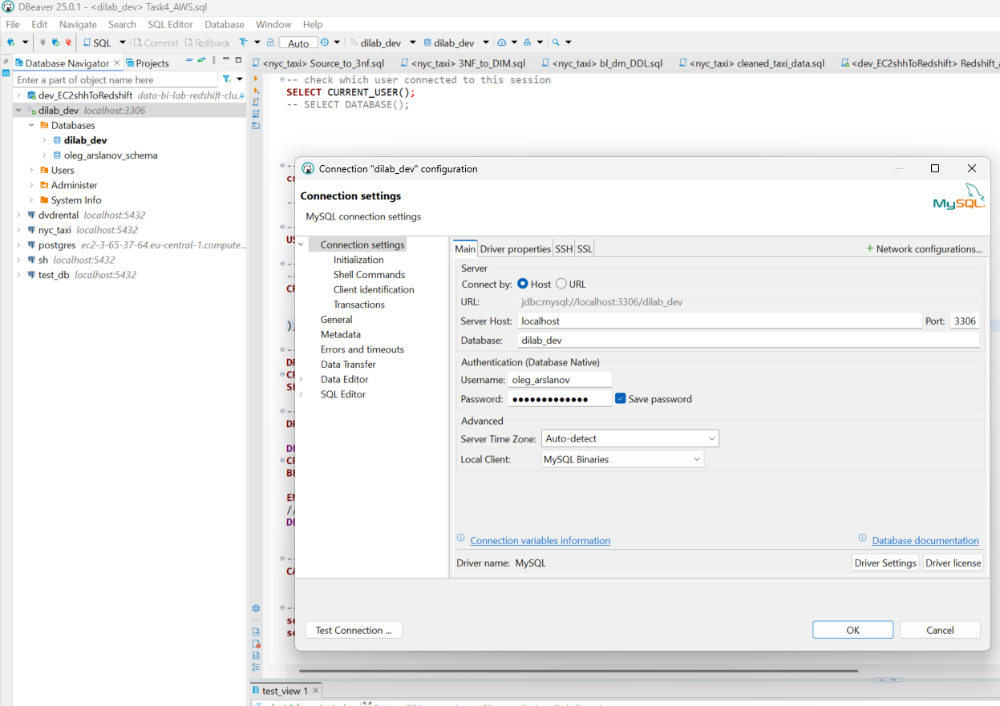 DBeaver 25.0.1 - <dilab_dev> Task4_AWS.sql
File Edit Navigate Search SQL Editor Database Window Help
SQL Commit Rollback Auto dilab_dev dilab_dev
Database Navigator Projects
<nyc_taxi> Source_to_3nf.sql <nyc_taxi> 3NF_to_DIM.sql <nyc_taxi> bl_dm_DDL.sql <nyc_taxi> cleaned_taxi_data.sql <dev_EC2shhToRedshift> Redshift_a
Enter a part of object name here
dev_EC2shhToRedshift data-bi-lab-redshift-clu...
dilab_dev localhost:3306
Databases
dilab_dev
oleg_arslanov_schema
Users
Administer
System Info
dvdrental localhost:5432
nyc_taxi localhost:5432
postgres ec2-3-65-37-64.eu-central-1.compute...
sh localhost:5432
test_db localhost:5432
-- check which user connected to this session
SELECT CURRENT_USER();
-- SELECT DATABASE();
Connection "dilab_dev" configuration
Connection settings
MySQL connection settings
MySQL
Connection settings
Initialization
Shell Commands
Client identification
Transactions
General
Metadata
Errors and timeouts
Data Transfer
Data Editor
SQL Editor
Main Driver properties SSH SSL + Network configurations...
Server
Connect by: Host URL
URL: jdbc:mysql://localhost:3306/dilab_dev
Server Host: localhost Port: 3306
Database: dilab_dev
Authentication (Database Native)
Username: oleg_arslanov
Password: ●●●●●●●●●●●●● Save password
Advanced
Server Time Zone: Auto-detect
Local Client: MySQL Binaries
Connection variables information Database documentation
Driver name: MySQL Driver Settings Driver license
Test Connection ... OK Cancel
test_view 1